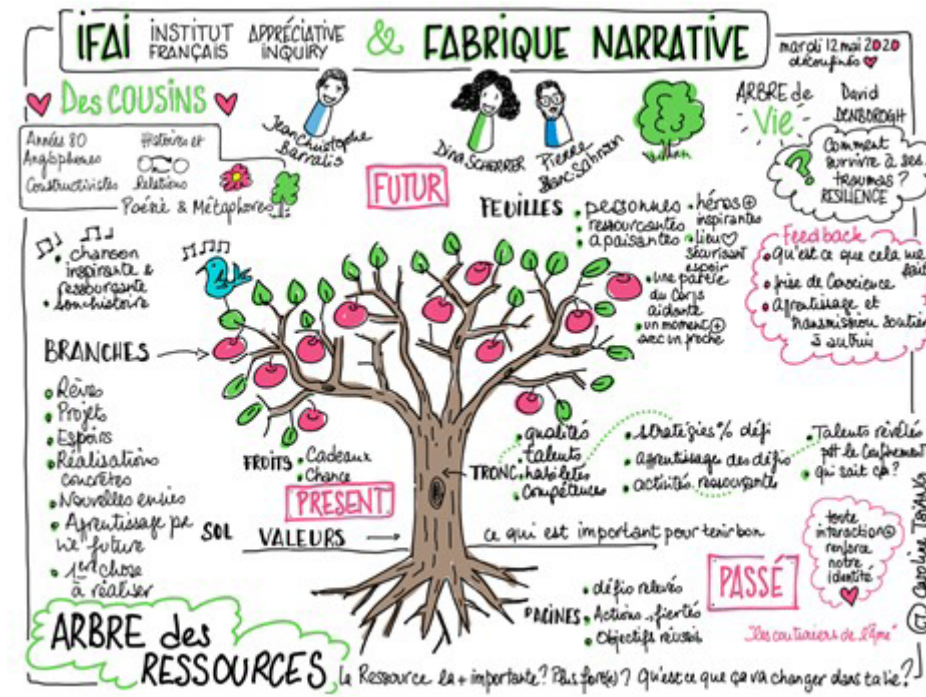 IFAI INSTITUT FRANÇAIS APPRÉCIATIVE INQUIRY & FABRIQUE NARRATIVE
mardi 12 mai 2020
déconfinés
Des COUSINS
Années 80
Anglophones
Constructivistes
Histoires et
Relations
Poésie & Métaphores
Jean Christophe
Barralis
Dina SCHERRER
Pierre
Blanc-Sahnoun
ARBRE de
Vie
David
DENBOROGH
?
Comment
survivre à ses
traumas ?
RESILIENCE
FUTUR
FEUILLES
• personnes
ressourçantes
• apaisantes
• héros +
inspirantes
• lieu
sécurisant
espoir
• une partie
du corps
aidante
• un moment +
avec un proche
Feedback
• Qu'est ce que cela me
fait
• prise de Conscience
• apprentissage et
transmission soutien
à autrui
• chanson
inspirante &
ressourçante
• son histoire
BRANCHES
• Rêves
• Projet
• Espoirs
• Réalisations
concrètes
• Nouvelles envies
• Apprentissage pr
vie future
• 1ère chose
à réaliser
FRUITS
• Cadeaux
• Chance
PRESENT
TRONC
• qualités
• talents
• habiletés
• Compétences
• stratégies % défi
• apprentissage des défis
• activités ressourçantes
• Talents révélés
pdt le Confinement
• qui sait ça ?
SOL
VALEURS
ce qui est important pour tenir bon
toute
interaction +
renforce
notre
identité
PASSÉ
RACINES
• défis relevés
• Actions, fiertés
• Objectifs réussis
"les couturiers de l'âme"
ARBRE des
RESSOURCES
la Ressource la + importante ? Plus forte(s) ? Qu'est ce que ça va changer dans ta vie ?
Caroline